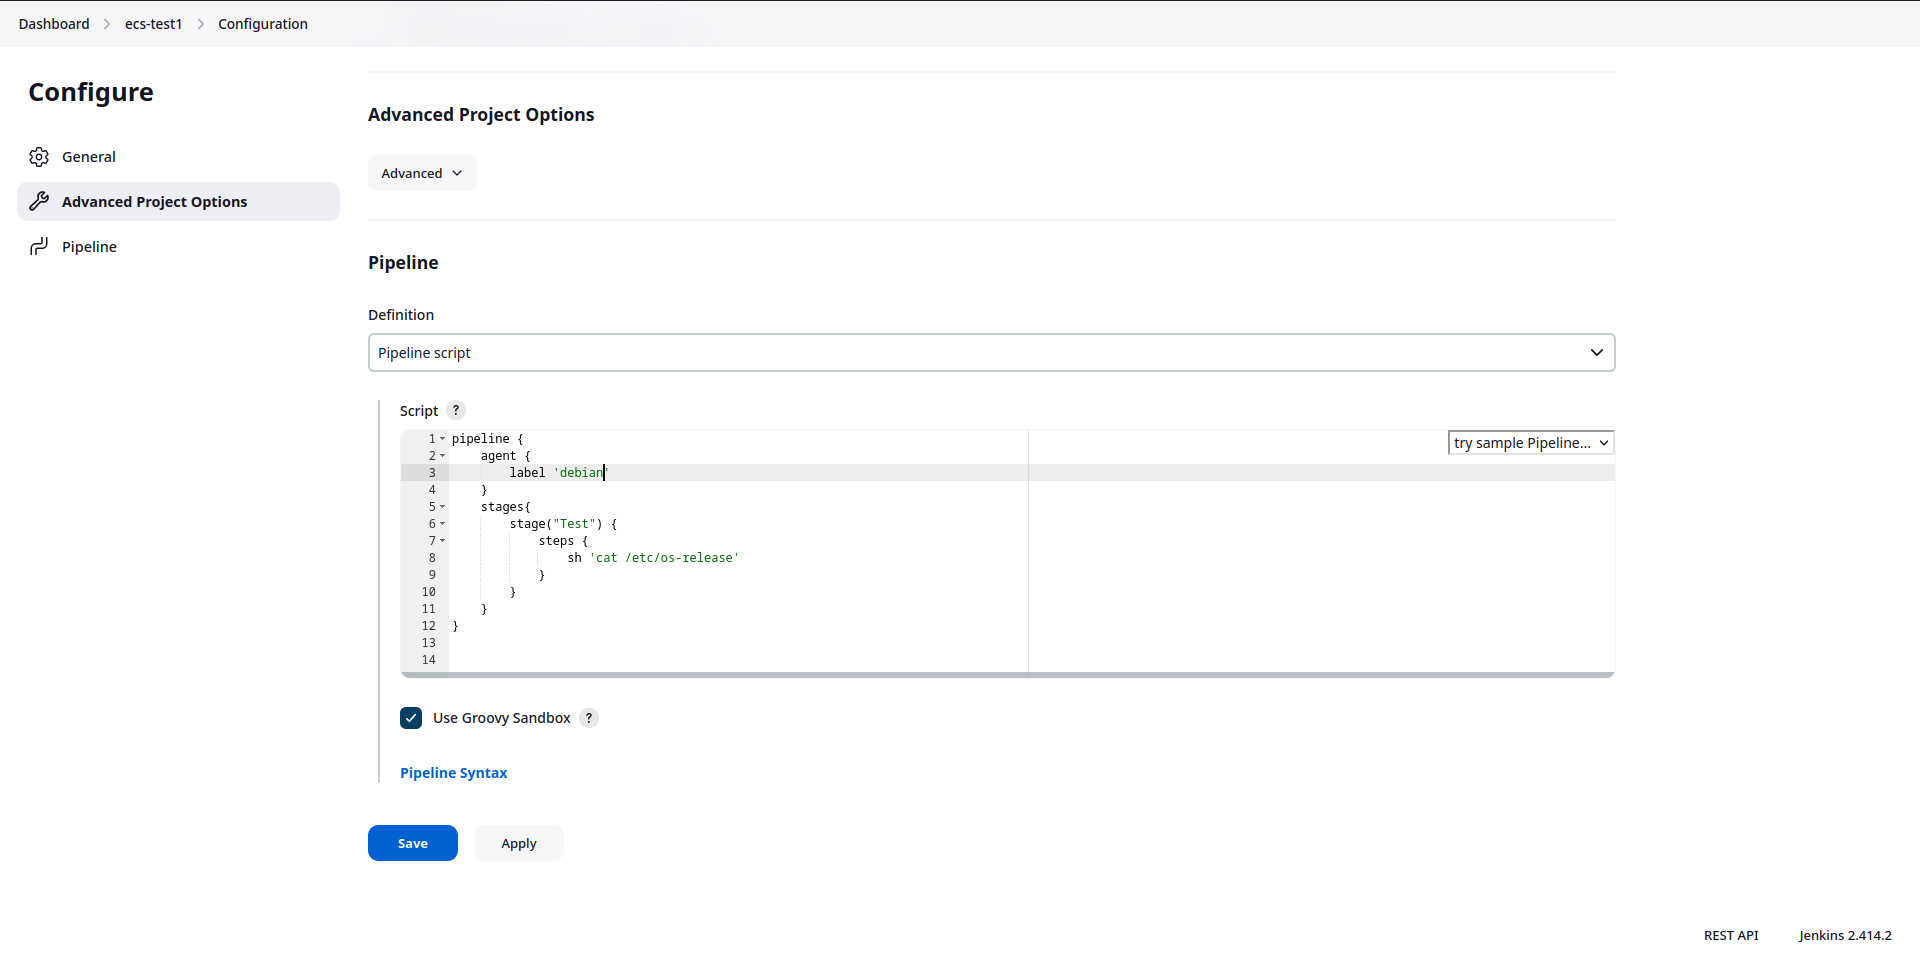 Dashboard > ecs-test1 > Configuration
Configure
General
Advanced Project Options
Pipeline
Advanced Project Options
Advanced
Pipeline
Definition
Pipeline script
Script ?
try sample Pipeline...
1 pipeline {
2     agent {
3         label 'debian'
4     }
5     stages{
6         stage("Test") {
7             steps {
8                 sh 'cat /etc/os-release'
9             }
10         }
11     }
12 }
13
14
Use Groovy Sandbox ?
Pipeline Syntax
Save Apply
REST API Jenkins 2.414.2